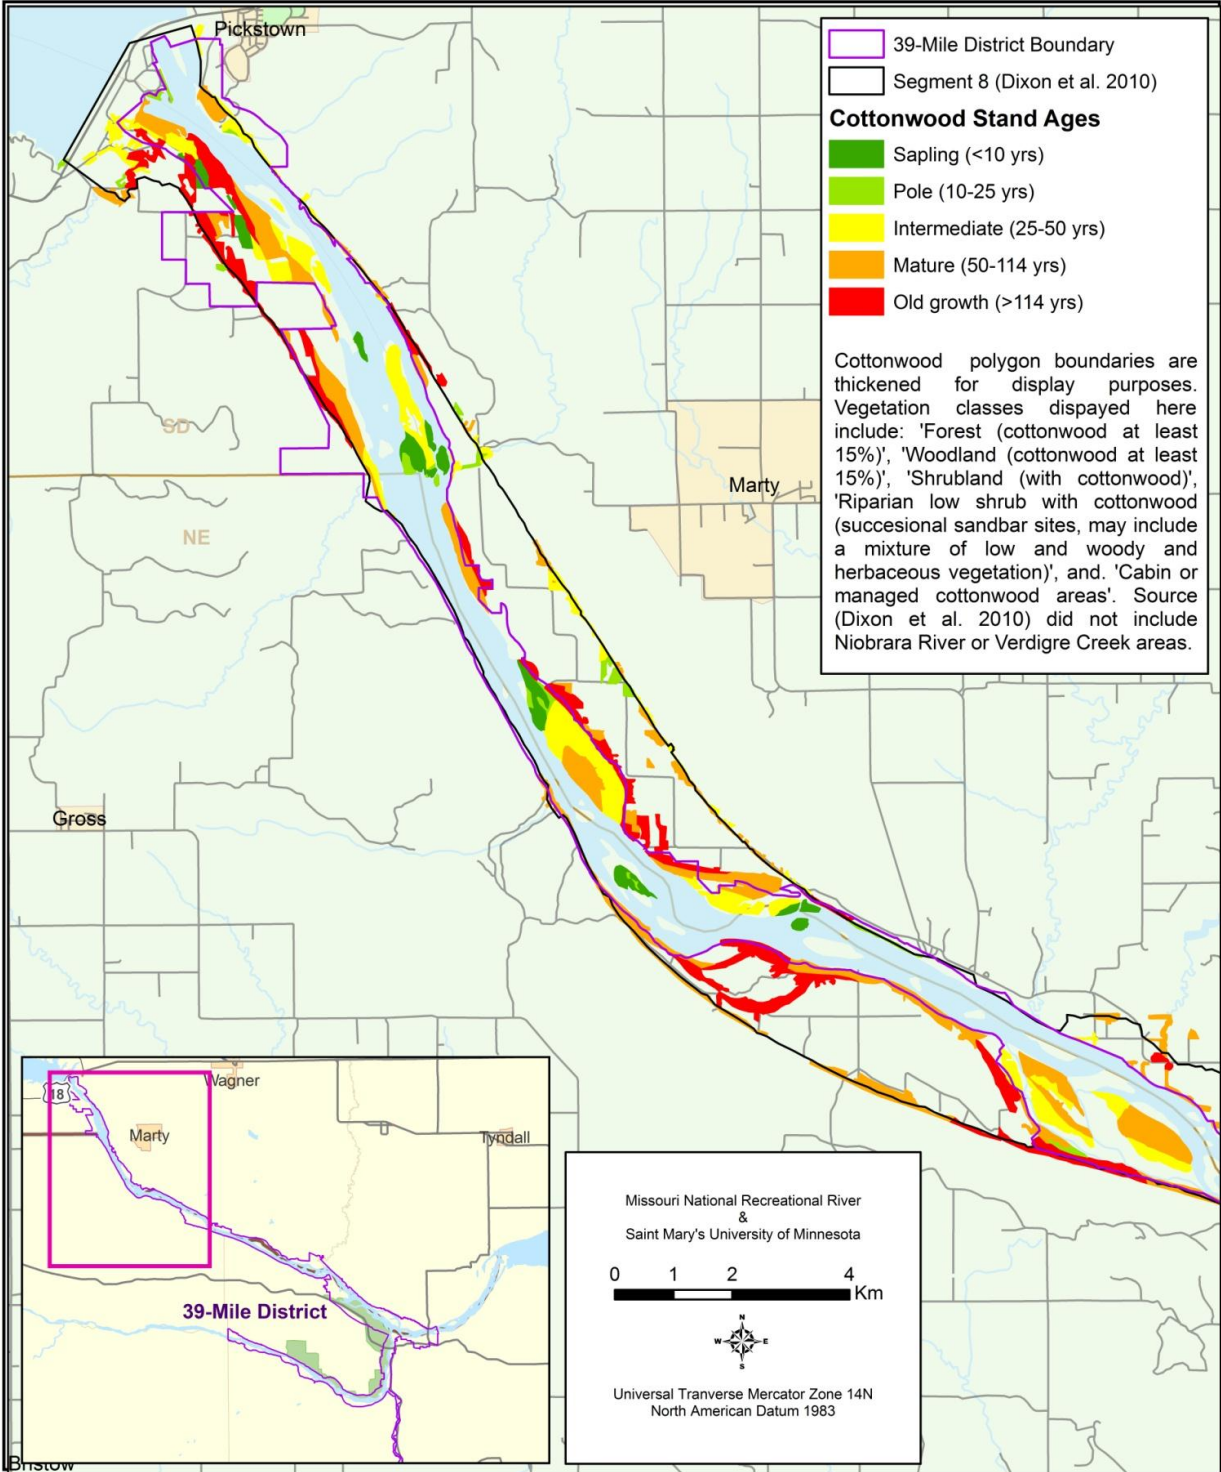 Pickstown
39-Mile District Boundary
Segment 8 (Dixon et al. 2010)
Cottonwood Stand Ages
Sapling (<10 yrs)
Pole (10-25 yrs)
Intermediate (25-50 yrs)
Mature (50-114 yrs)
Old growth (>114 yrs)
Cottonwood polygon boundaries are
thickened for display purposes.
Vegetation classes dispayed here
include: 'Forest (cottonwood at least
15%)', 'Woodland (cottonwood at least
15%)', 'Shrubland (with cottonwood)',
'Riparian low shrub with cottonwood
(succesional sandbar sites, may include
a mixture of low and woody and
herbaceous vegetation)', and. 'Cabin or
managed cottonwood areas'. Source
(Dixon et al. 2010) did not include
Niobrara River or Verdigre Creek areas.
SD
NE
Marty
Gross
Wagner
18
Marty
Tyndall
39-Mile District
Bristow
Missouri National Recreational River
&
Saint Mary's University of Minnesota
0 1 2 4
Km
N
W E
S
Universal Tranverse Mercator Zone 14N
North American Datum 1983